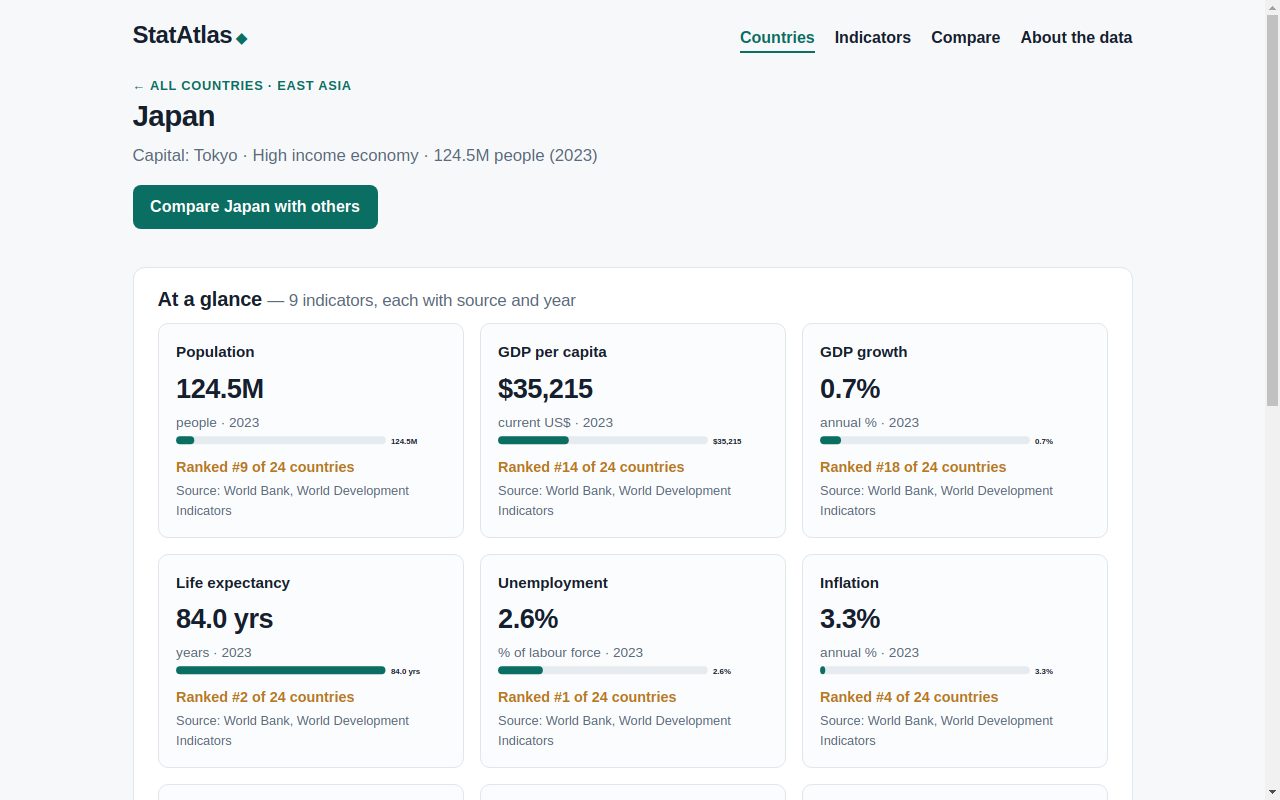 StatAtlas◆
Countries Indicators Compare About the data
← ALL COUNTRIES · EAST ASIA
Japan
Capital: Tokyo · High income economy · 124.5M people (2023)
Compare Japan with others
At a glance — 9 indicators, each with source and year
Population
124.5M
people · 2023
124.5M
Ranked #9 of 24 countries
Source: World Bank, World Development
Indicators
GDP per capita
$35,215
current US$ · 2023
$35,215
Ranked #14 of 24 countries
Source: World Bank, World Development
Indicators
GDP growth
0.7%
annual % · 2023
0.7%
Ranked #18 of 24 countries
Source: World Bank, World Development
Indicators
Life expectancy
84.0 yrs
years · 2023
84.0 yrs
Ranked #2 of 24 countries
Source: World Bank, World Development
Indicators
Unemployment
2.6%
% of labour force · 2023
2.6%
Ranked #1 of 24 countries
Source: World Bank, World Development
Indicators
Inflation
3.3%
annual % · 2023
3.3%
Ranked #4 of 24 countries
Source: World Bank, World Development
Indicators